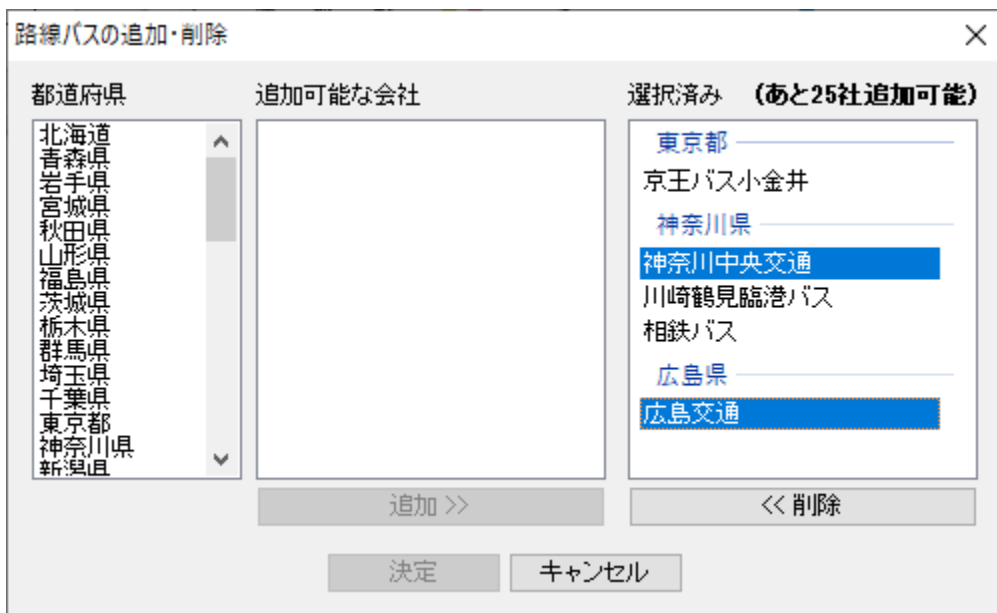 路線バスの追加・削除
都道府県
北海道
青森県
岩手県
宮城県
秋田県
山形県
福島県
茨城県
栃木県
群馬県
埼玉県
千葉県
東京都
神奈川県
新潟県
追加可能な会社
追加 >>
選択済み (あと25社追加可能)
東京都
京王バス小金井
神奈川県
神奈川中央交通
川崎鶴見臨港バス
相鉄バス
広島県
広島交通
<< 削除
決定
キャンセル